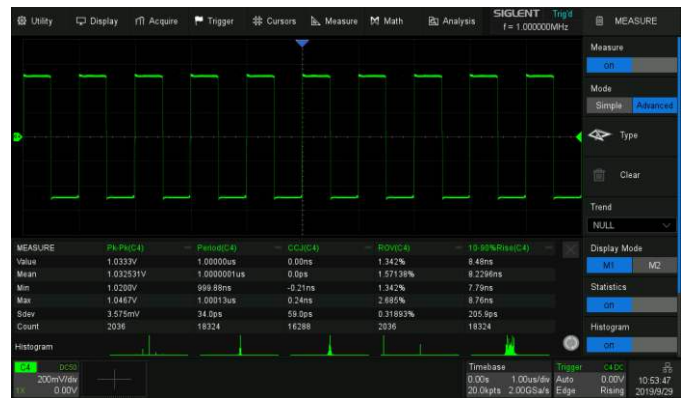 Utility Display Acquire Trigger Cursors Measure Math Analysis SIGLENT Trig'd MEASURE
f = 1.000000MHz
Measure
on
Mode
Simple Advanced
Type
Clear
Trend
NULL
MEASURE Pk-Pk(C4) Period(C4) CCJ(C4) ROV(C4) 10-90%Rise(C4) Display Mode
Value 1.0333V 1.00000us 0.00ns 1.342% 8.48ns
M1 M2
Mean 1.032531V 1.0000001us 0.0ps 1.57138% 8.2296ns
Min 1.0200V 999.88ns -0.21ns 1.342% 7.79ns
Statistics
Max 1.0467V 1.00013us 0.24ns 2.685% 8.76ns
on
Sdev 3.575mV 34.0ps 59.0ps 0.31893% 205.9ps
Count 2036 18324 16288 2036 18324
Histogram
Histogram on
C4 DC50 Timebase Trigger C4 DC
200mV/div 0.00s 1.00us/div Auto 0.00V 10:53:47
1X 0.00V 20.0kpts 2.00GSa/s Edge Rising 2019/9/29